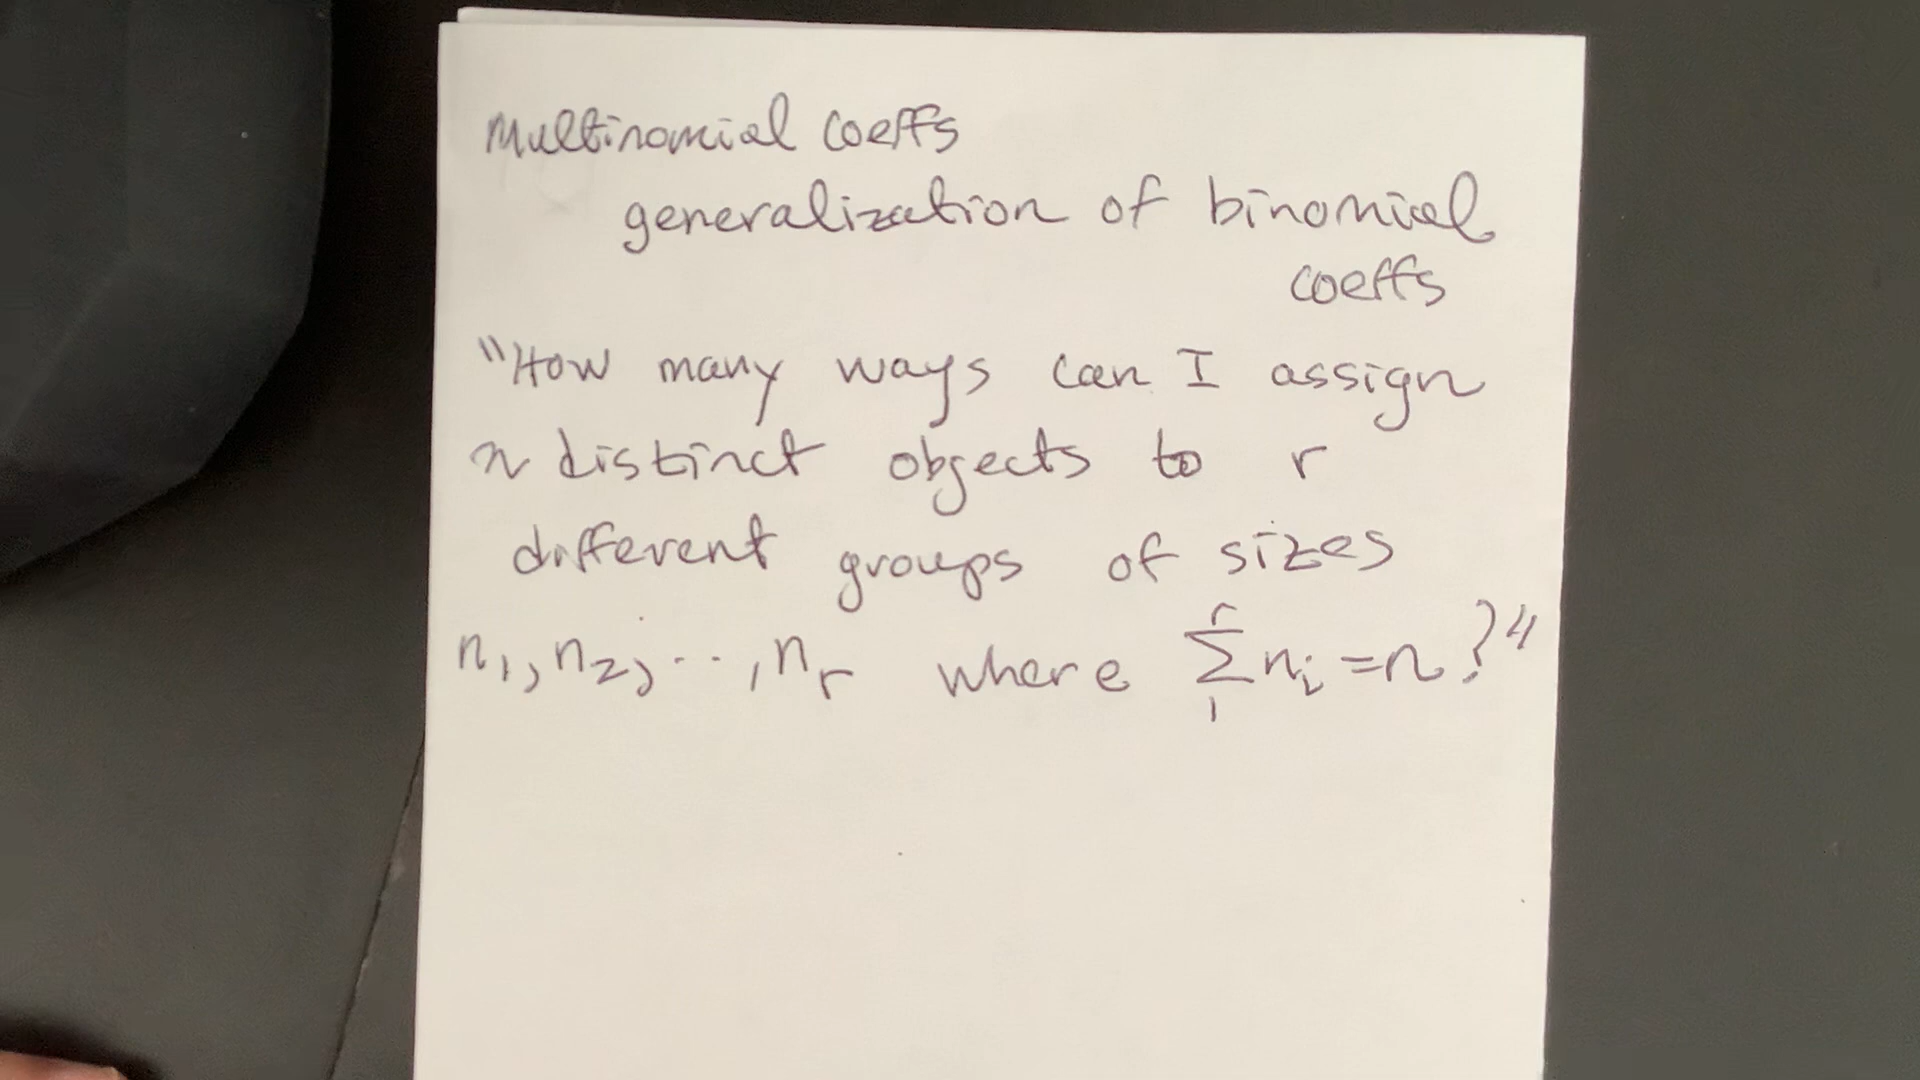 Multinomial coeffs
generalization of binomial
coeffs
"How many ways can I assign
n distinct objects to r
different groups of sizes
n₁, n₂, ..., nᵣ where r∑1 nᵢ = n?"